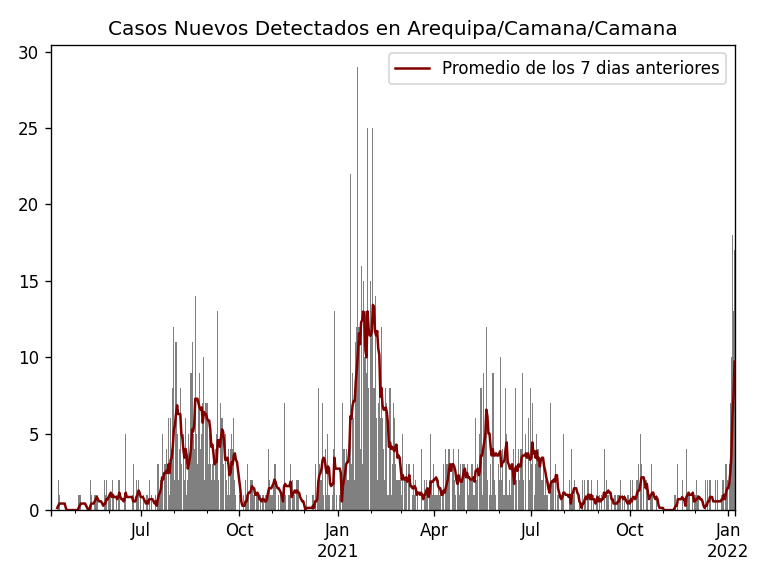 Casos Nuevos Detectados en Arequipa/Camana/Camana
Promedio de los 7 dias anteriores
30
25
20
15
10
5
0
Jul Oct Jan Apr Jul Oct Jan
2021 2022